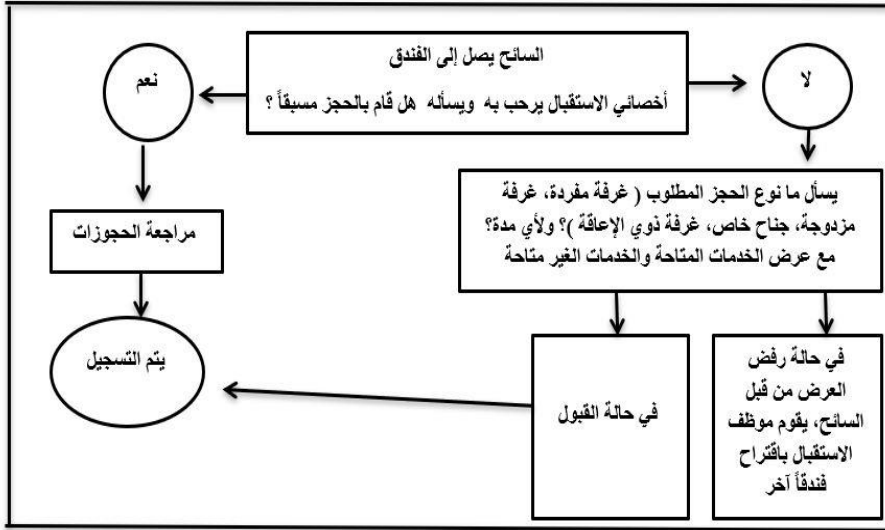 السائح يصل إلى الفندق
أخصائي الاستقبال يرحب به ويسأله هل قام بالحجز مسبقاً ؟
لا
نعم
يسأل ما نوع الحجز المطلوب ( غرفة مفردة، غرفة
مزدوجة، جناح خاص، غرفة ذوي الإعاقة )؟ ولأي مدة؟
مع عرض الخدمات المتاحة والخدمات الغير متاحة
مراجعة الحجوزات
في حالة رفض
العرض من قبل
السائح، يقوم موظف
الاستقبال باقتراح
فندقاً آخر
في حالة القبول
يتم التسجيل